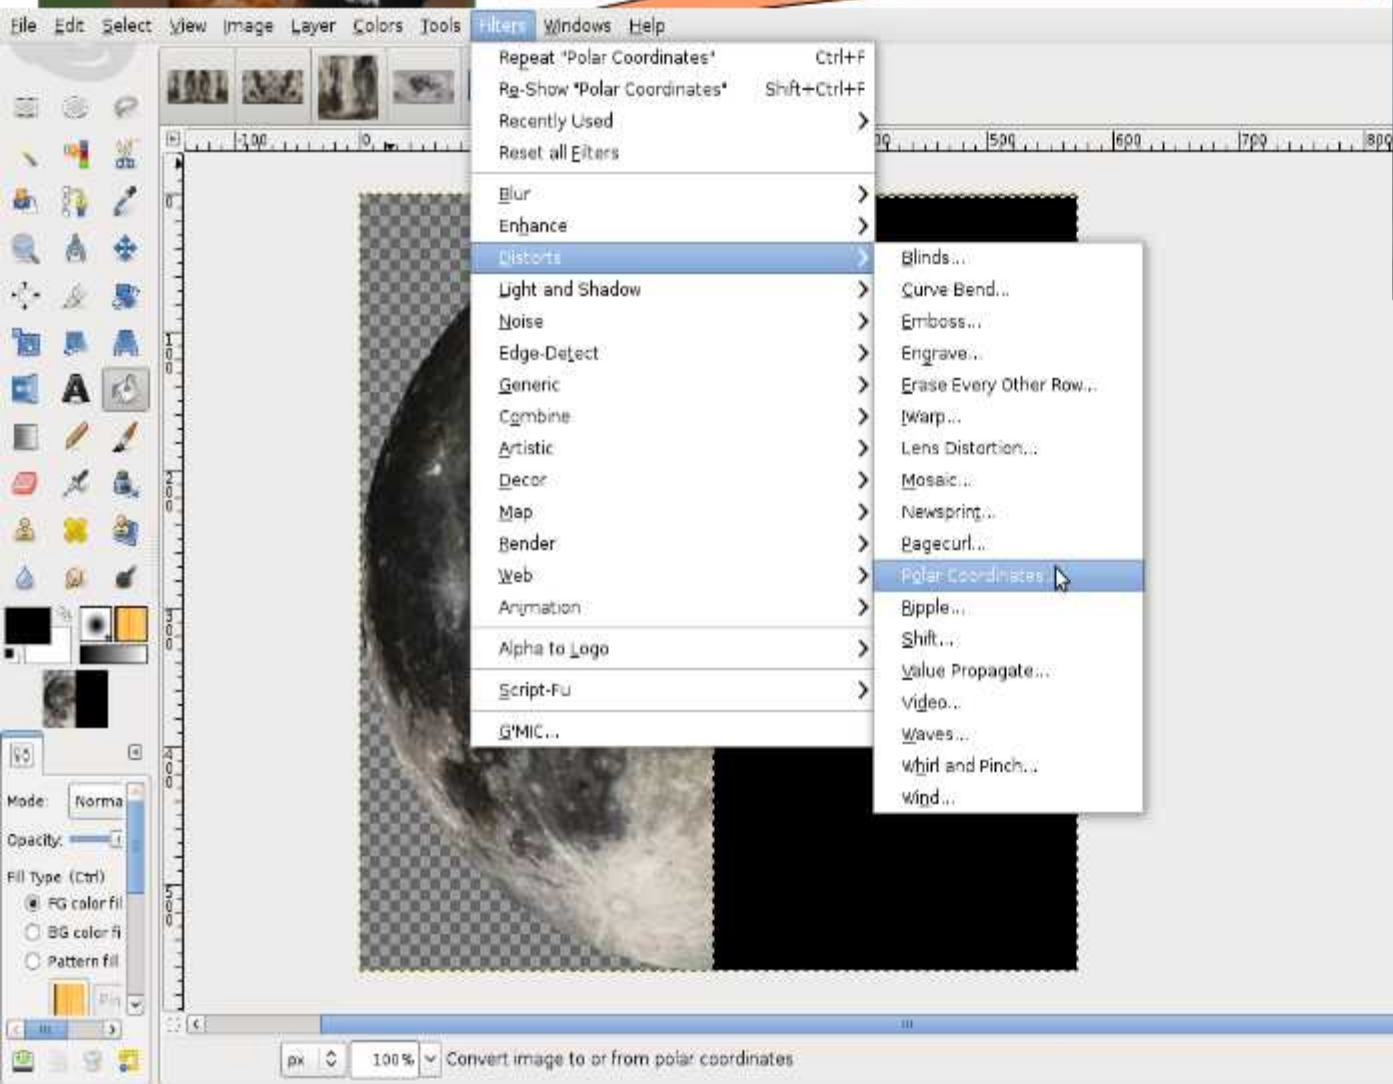 File Edit Select View Image Layer Colors Tools Filters Windows Help
Repeat "Polar Coordinates" Ctrl+F
Re-Show "Polar Coordinates" Shift+Ctrl+F
Recently Used
Reset all Filters
Blur
Enhance
Distorts
Light and Shadow
Noise
Edge-Detect
Generic
Combine
Artistic
Decor
Map
Render
Web
Animation
Alpha to Logo
Script-Fu
G'MIC...
Blinds...
Curve Bend...
Emboss...
Engrave...
Erase Every Other Row...
IWarp...
Lens Distortion...
Mosaic...
Newsprint...
Pagecurl...
Polar Coordinates...
Ripple...
Shift...
Value Propagate...
Video...
Waves...
Whirl and Pinch...
Wind...
-100 0 500 600 700 800
0
100
200
300
400
500
Mode: Norma
Opacity:
Fill Type (Ctrl)
FG color fil
BG color fi
Pattern fill
Pin
px 100% Convert image to or from polar coordinates